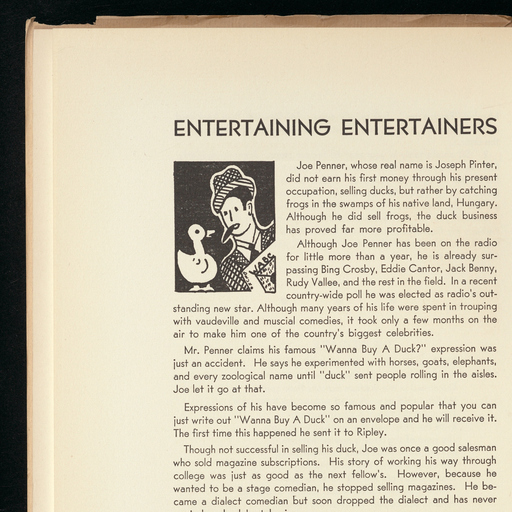 ENTERTAINING ENTERTAINERS
Joe Penner, whose real name is Joseph Pinter,
did not earn his first money through his present
occupation, selling ducks, but rather by catching
frogs in the swamps of his native land, Hungary.
Although he did sell frogs, the duck business
has proved far more profitable.
Although Joe Penner has been on the radio
for little more than a year, he is already sur-
passing Bing Crosby, Eddie Cantor, Jack Benny,
Rudy Vallee, and the rest in the field. In a recent
country-wide poll he was elected as radio's out-
standing new star. Although many years of his life were spent in trouping
with vaudeville and muscial comedies, it took only a few months on the
air to make him one of the country's biggest celebrities.
Mr. Penner claims his famous "Wanna Buy A Duck?" expression was
just an accident. He says he experimented with horses, goats, elephants,
and every zoological name until "duck" sent people rolling in the aisles.
Joe let it go at that.
Expressions of his have become so famous and popular that you can
just write out "Wanna Buy A Duck" on an envelope and he will receive it.
The first time this happened he sent it to Ripley.
Though not successful in selling his duck, Joe was once a good salesman
who sold magazine subscriptions. His story of working his way through
college was just as good as the next fellow's. However, because he
wanted to be a stage comedian, he stopped selling magazines. He be-
came a dialect comedian but soon dropped the dialect and has never